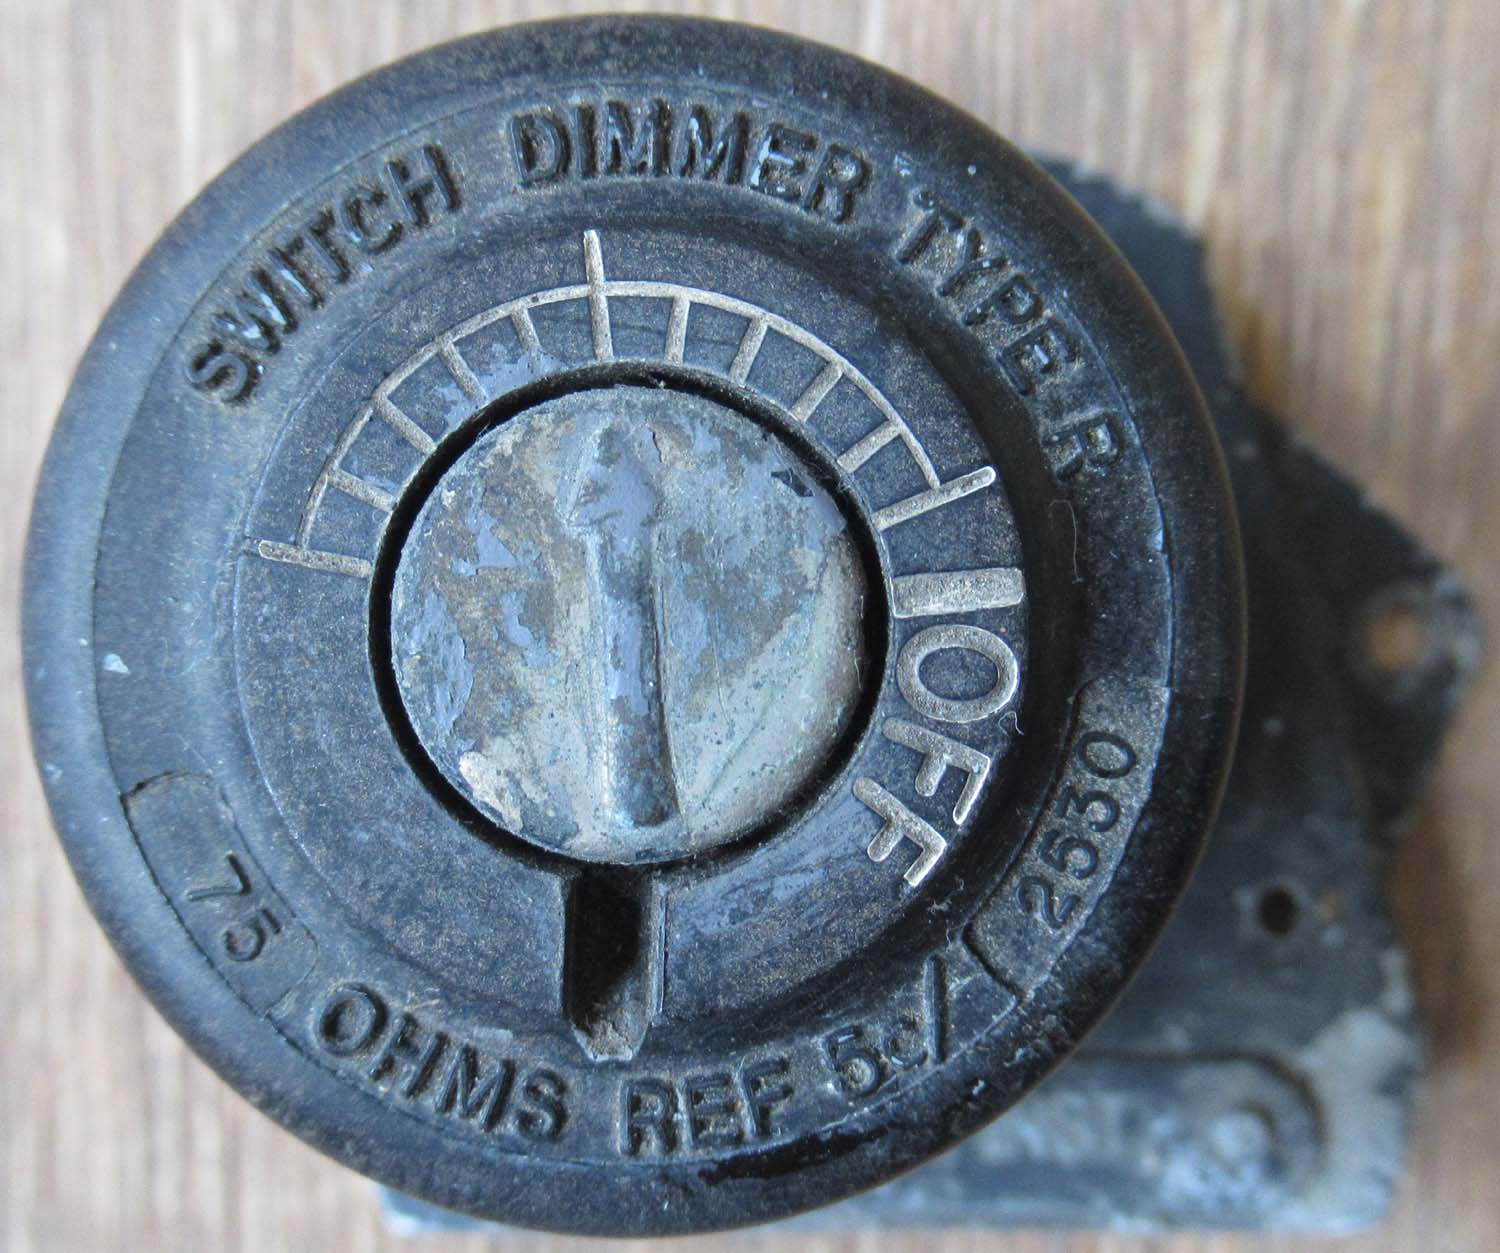 SWITCH DIMMER TYPE R
OFF
75 OHMS REF 5c/2530